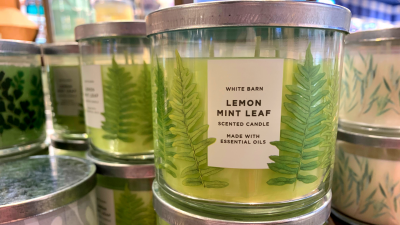 WHITE BARN
LEMON
MINT LEAF
SCENTED CANDLE
MADE WITH
ESSENTIAL OILS